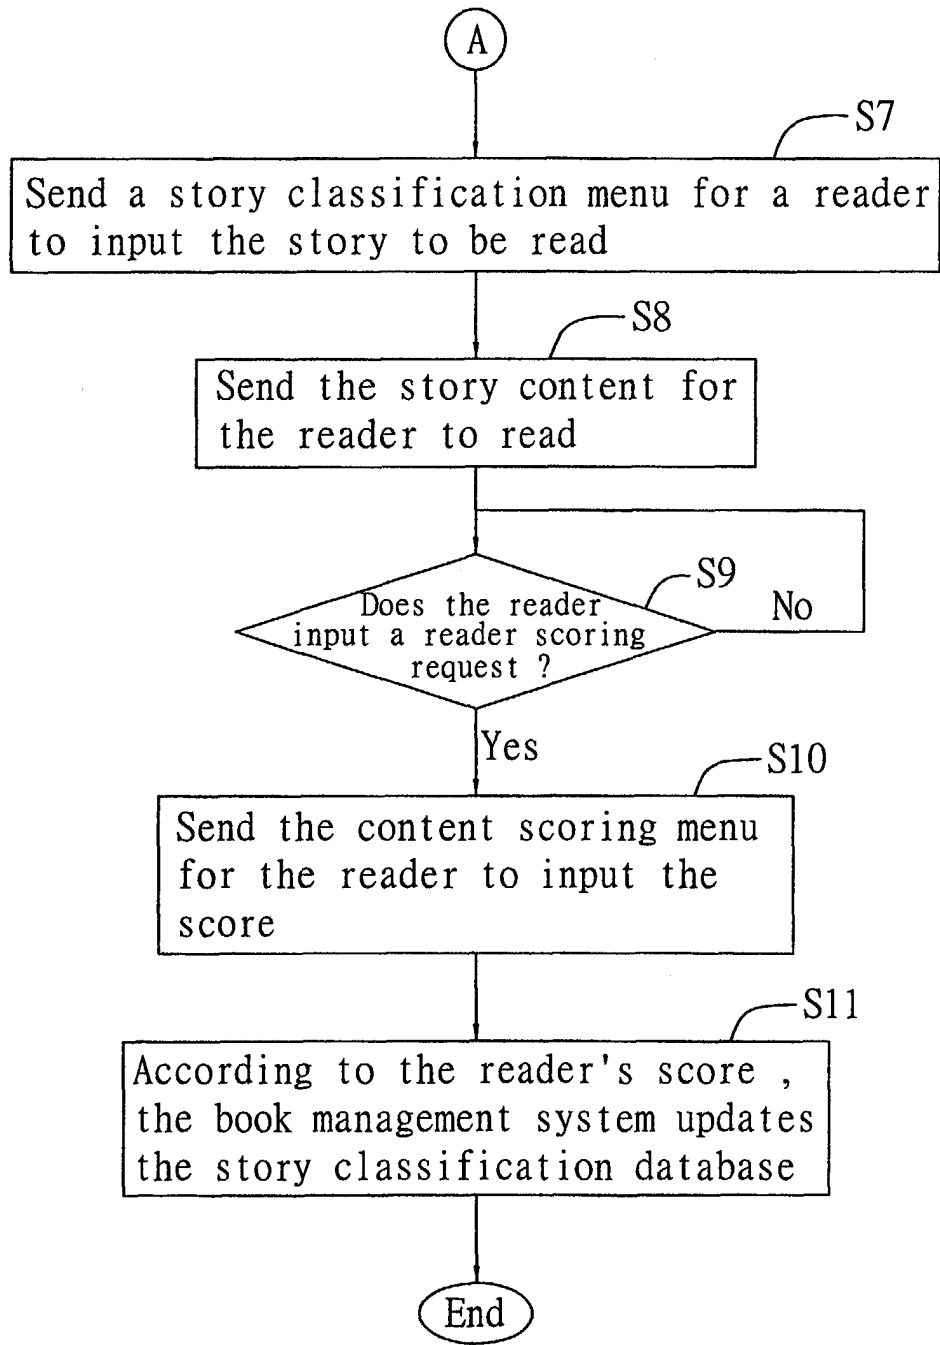 A
S7
Send a story classification menu for a reader
to input the story to be read
S8
Send the story content for
the reader to read
S9
Does the reader
input a reader scoring
request ?
No
Yes
S10
Send the content scoring menu
for the reader to input the
score
S11
According to the reader's score ,
the book management system updates
the story classification database
End